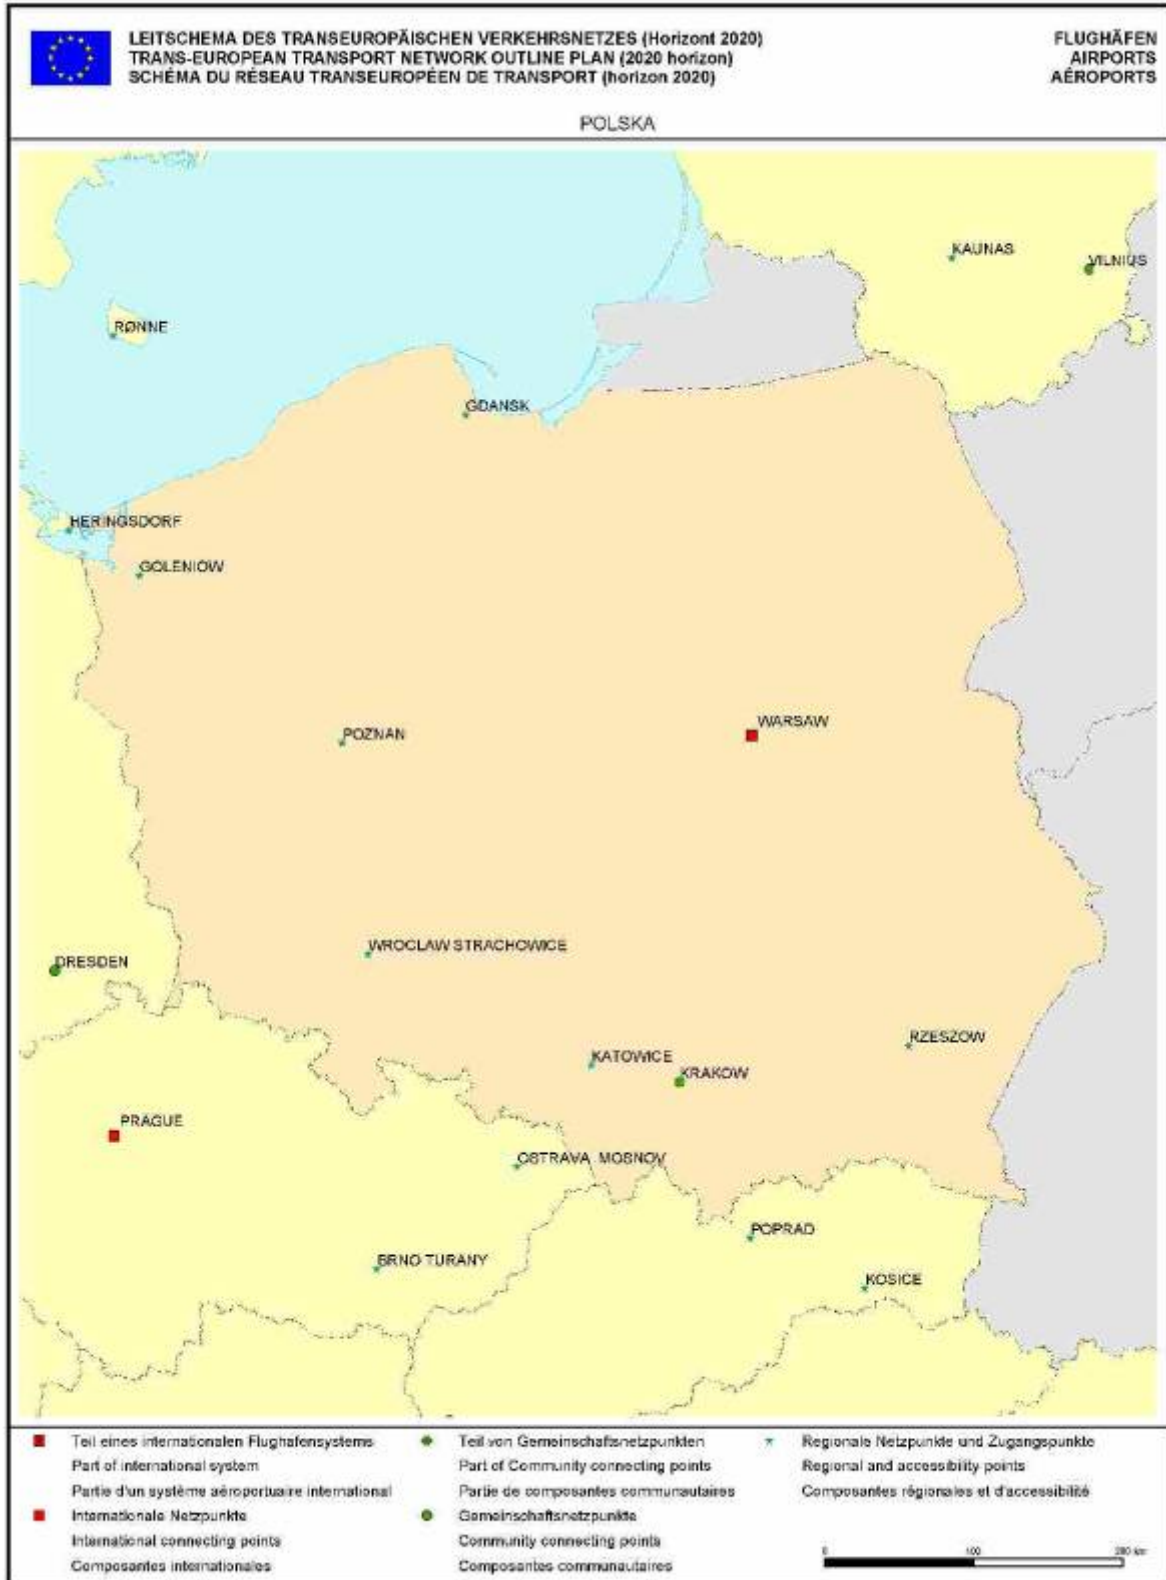 LEITSCHEMA DES TRANSEUROPÄISCHEN VERKEHRSNETZES (Horizont 2020)
TRANS-EUROPEAN TRANSPORT NETWORK OUTLINE PLAN (2020 horizon)
SCHÉMA DU RÉSEAU TRANSEUROPÉEN DE TRANSPORT (horizon 2020)
FLUGHÄFEN
AIRPORTS
AÉROPORTS
POLSKA
KAUNAS
VILNIUS
RØNNE
GDANSK
HERINGSDORF
GOLENIOW
WARSAW
POZNAN
WROCLAW STRACHOWICE
DRESDEN
RZESZOW
KATOWICE
KRAKOW
PRAGUE
OSTRAVA MOSNOV
POPRAD
BRNO TURANY
KOSICE
Teil eines internationalen Flughafensystems
Part of international system
Partie d'un système aéroportuaire international
Internationale Netzpunkte
International connecting points
Composantes internationales
Teil von Gemeinschaftsnetzpunkten
Part of Community connecting points
Partie de composantes communautaires
Gemeinschaftsnetzpunkte
Community connecting points
Composantes communautaires
Regionale Netzpunkte und Zugangspunkte
Regional and accessibility points
Composantes régionales et d'accessibilité
0 100 200 km